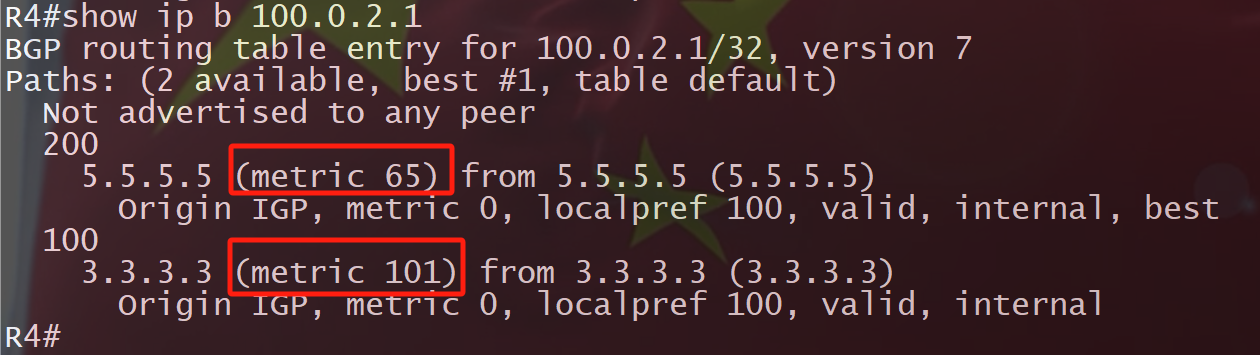 R4#show ip b 100.0.2.1
BGP routing table entry for 100.0.2.1/32, version 7
Paths: (2 available, best #1, table default)
  Not advertised to any peer
  200
    5.5.5.5 (metric 65) from 5.5.5.5 (5.5.5.5)
      Origin IGP, metric 0, localpref 100, valid, internal, best
  100
    3.3.3.3 (metric 101) from 3.3.3.3 (3.3.3.3)
      Origin IGP, metric 0, localpref 100, valid, internal
R4#